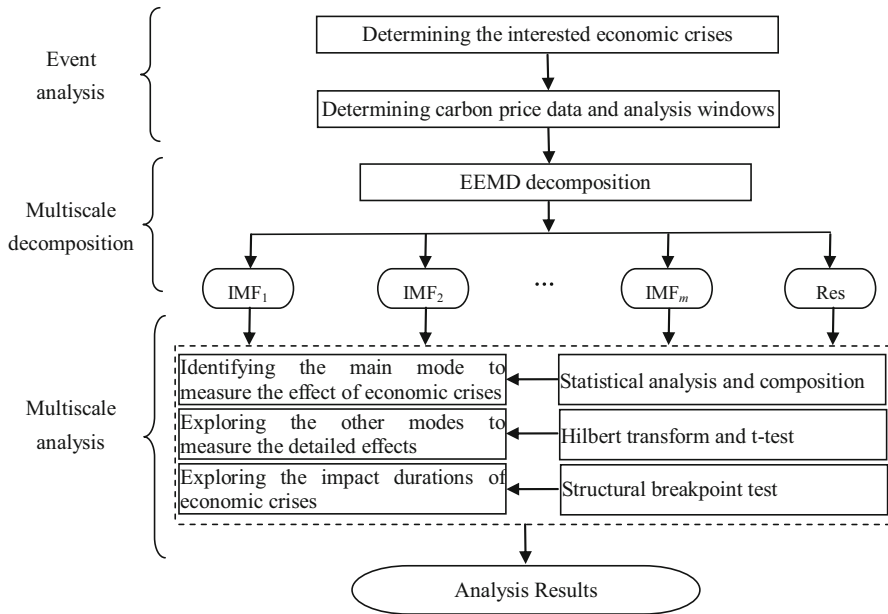 Event
analysis
Determining the interested economic crises
Determining carbon price data and analysis windows
Multiscale
decomposition
EEMD decomposition
IMF1
IMF2
...
IMFm
Res
Multiscale
analysis
Identifying the main mode to
measure the effect of economic crises
Statistical analysis and composition
Exploring the other modes to
measure the detailed effects
Hilbert transform and t-test
Exploring the impact durations of
economic crises
Structural breakpoint test
Analysis Results